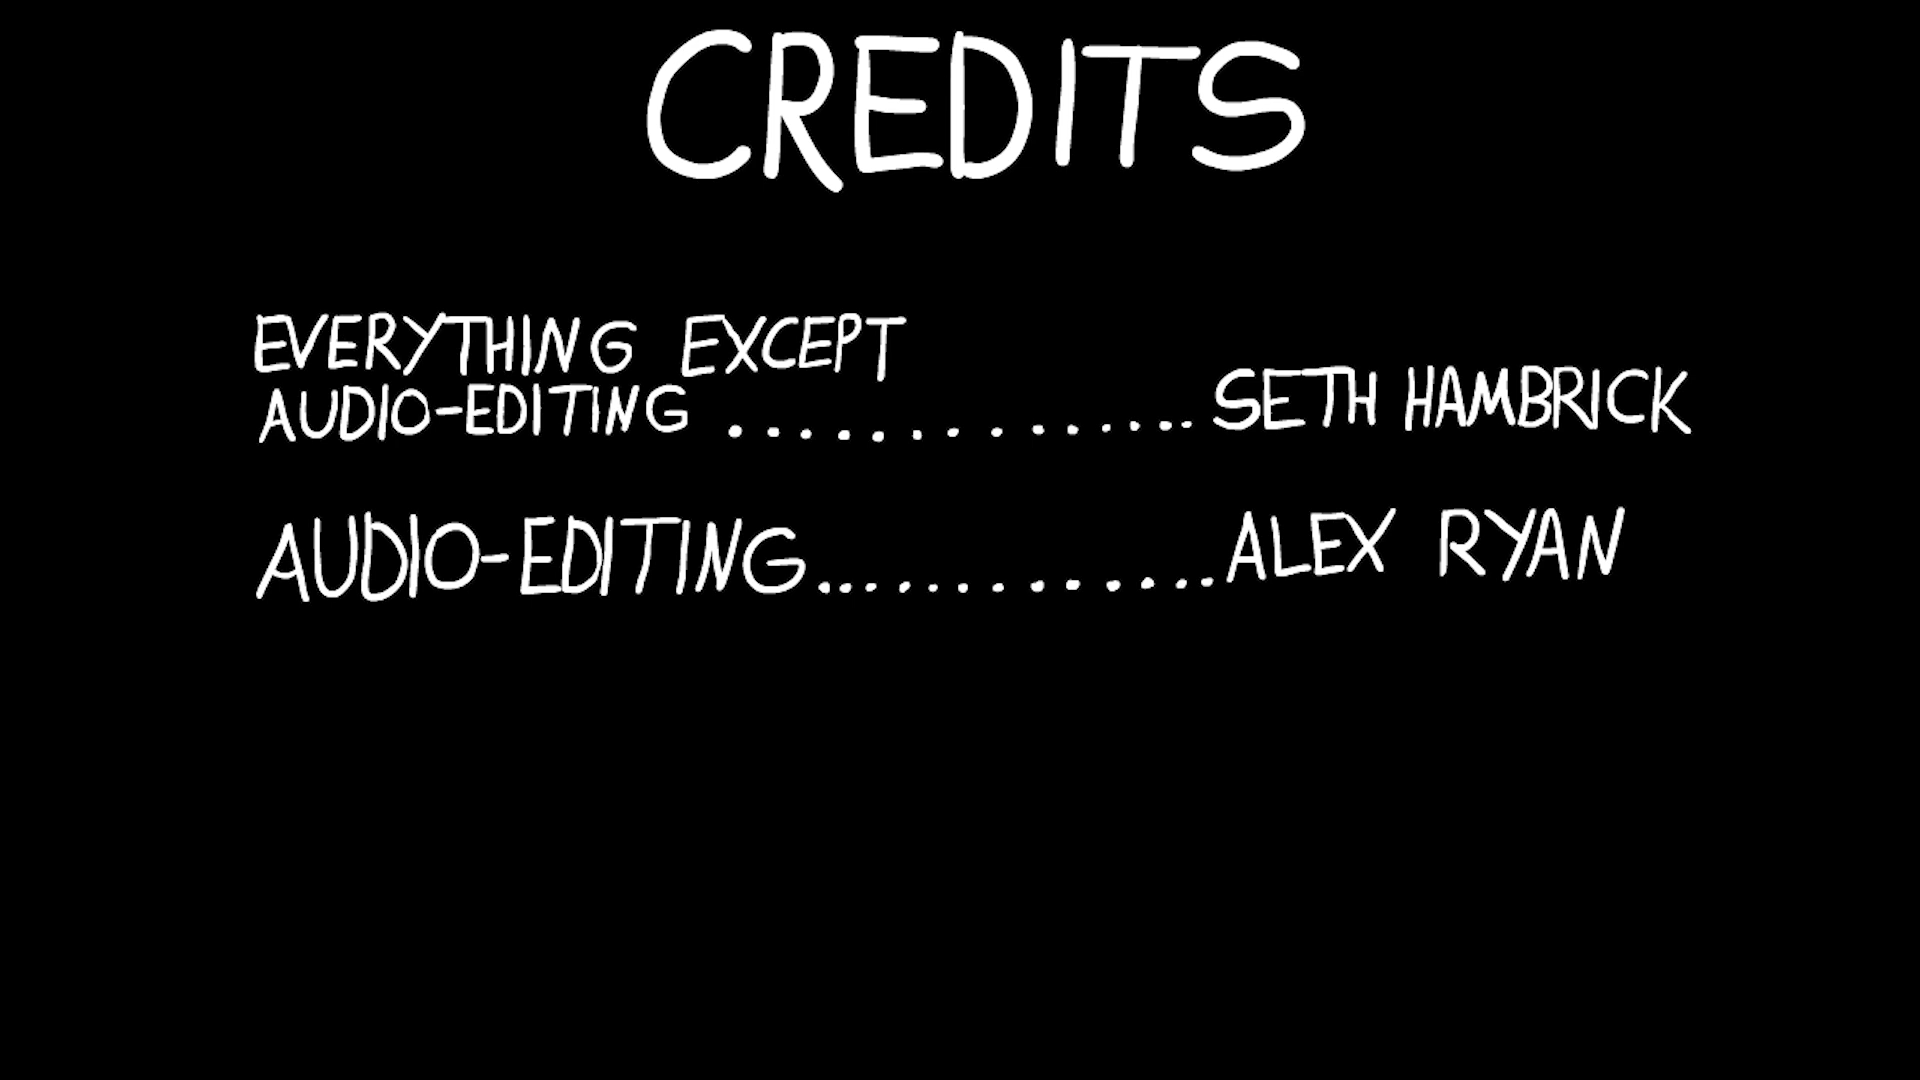 CREDITS
EVERYTHING EXCEPT
AUDIO-EDITING .............. SETH HAMBRICK
AUDIO-EDITING............. ALEX RYAN